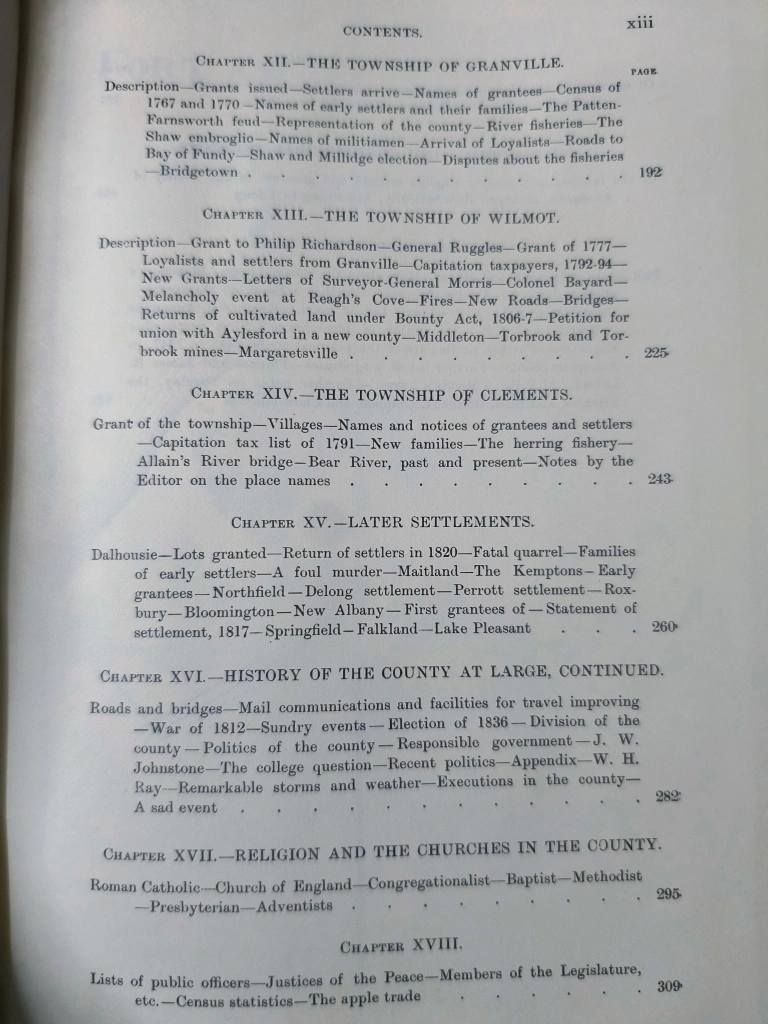 CONTENTS. xiii
CHAPTER XII.—THE TOWNSHIP OF GRANVILLE.
PAGE
Description—Grants issued—Settlers arrive—Names of grantees—Census of
1767 and 1770—Names of early settlers and their families—The Patten-
Farnsworth feud—Representation of the county—River fisheries—The
Shaw embroglio—Names of militiamen—Arrival of Loyalists—Roads to
Bay of Fundy—Shaw and Millidge election—Disputes about the fisheries
—Bridgetown . . . . . . . . . . . 192
CHAPTER XIII.—THE TOWNSHIP OF WILMOT.
Description—Grant to Philip Richardson—General Ruggles—Grant of 1777—
Loyalists and settlers from Granville—Capitation taxpayers, 1792-94—
New Grants—Letters of Surveyor-General Morris—Colonel Bayard—
Melancholy event at Reagh's Cove—Fires—New Roads—Bridges—
Returns of cultivated land under Bounty Act, 1806-7—Petition for
union with Aylesford in a new county—Middleton—Torbrook and Tor-
brook mines—Margaretsville . . . . . . . . 225
CHAPTER XIV.—THE TOWNSHIP OF CLEMENTS.
Grant of the township—Villages—Names and notices of grantees and settlers
—Capitation tax list of 1791—New families—The herring fishery—
Allain's River bridge—Bear River, past and present—Notes by the
Editor on the place names . . . . . . . . 243
CHAPTER XV.—LATER SETTLEMENTS.
Dalhousie—Lots granted—Return of settlers in 1820—Fatal quarrel—Families
of early settlers—A foul murder—Maitland—The Kemptons—Early
grantees—Northfield—Delong settlement—Perrott settlement—Rox-
bury—Bloomington—New Albany—First grantees of—Statement of
settlement, 1817—Springfield—Falkland—Lake Pleasant . . . 260
CHAPTER XVI.—HISTORY OF THE COUNTY AT LARGE, CONTINUED.
Roads and bridges—Mail communications and facilities for travel improving
—War of 1812—Sundry events—Election of 1836—Division of the
county—Politics of the county—Responsible government—J. W.
Johnstone—The college question—Recent politics—Appendix—W. H.
Ray—Remarkable storms and weather—Executions in the county—
A sad event . . . . . . . . . . . . 282
CHAPTER XVII.—RELIGION AND THE CHURCHES IN THE COUNTY.
Roman Catholic—Church of England—Congregationalist—Baptist—Methodist
—Presbyterian—Adventists . . . . . . . . 295
CHAPTER XVIII.
Lists of public officers—Justices of the Peace—Members of the Legislature,
etc.—Census statistics—The apple trade . . . . . 309